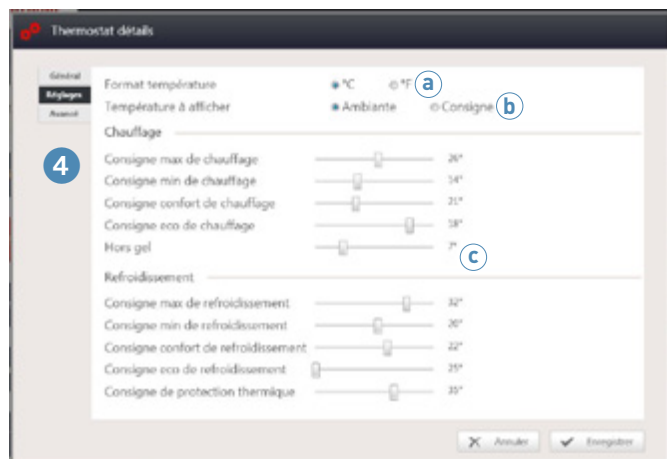 Thermostat détails
Général
Format température °C °F a
Réglages
Température à afficher Ambiante Consigne b
Avancé
Chauffage
4
Consigne max de chauffage 26°
Consigne min de chauffage 14°
Consigne confort de chauffage 21°
Consigne eco de chauffage 18°
Hors gel 7°
c
Refroidissement
Consigne max de refroidissement 32°
Consigne min de refroidissement 20°
Consigne confort de refroidissement 22°
Consigne eco de refroidissement 25°
Consigne de protection thermique 35°
Annuler Enregistrer